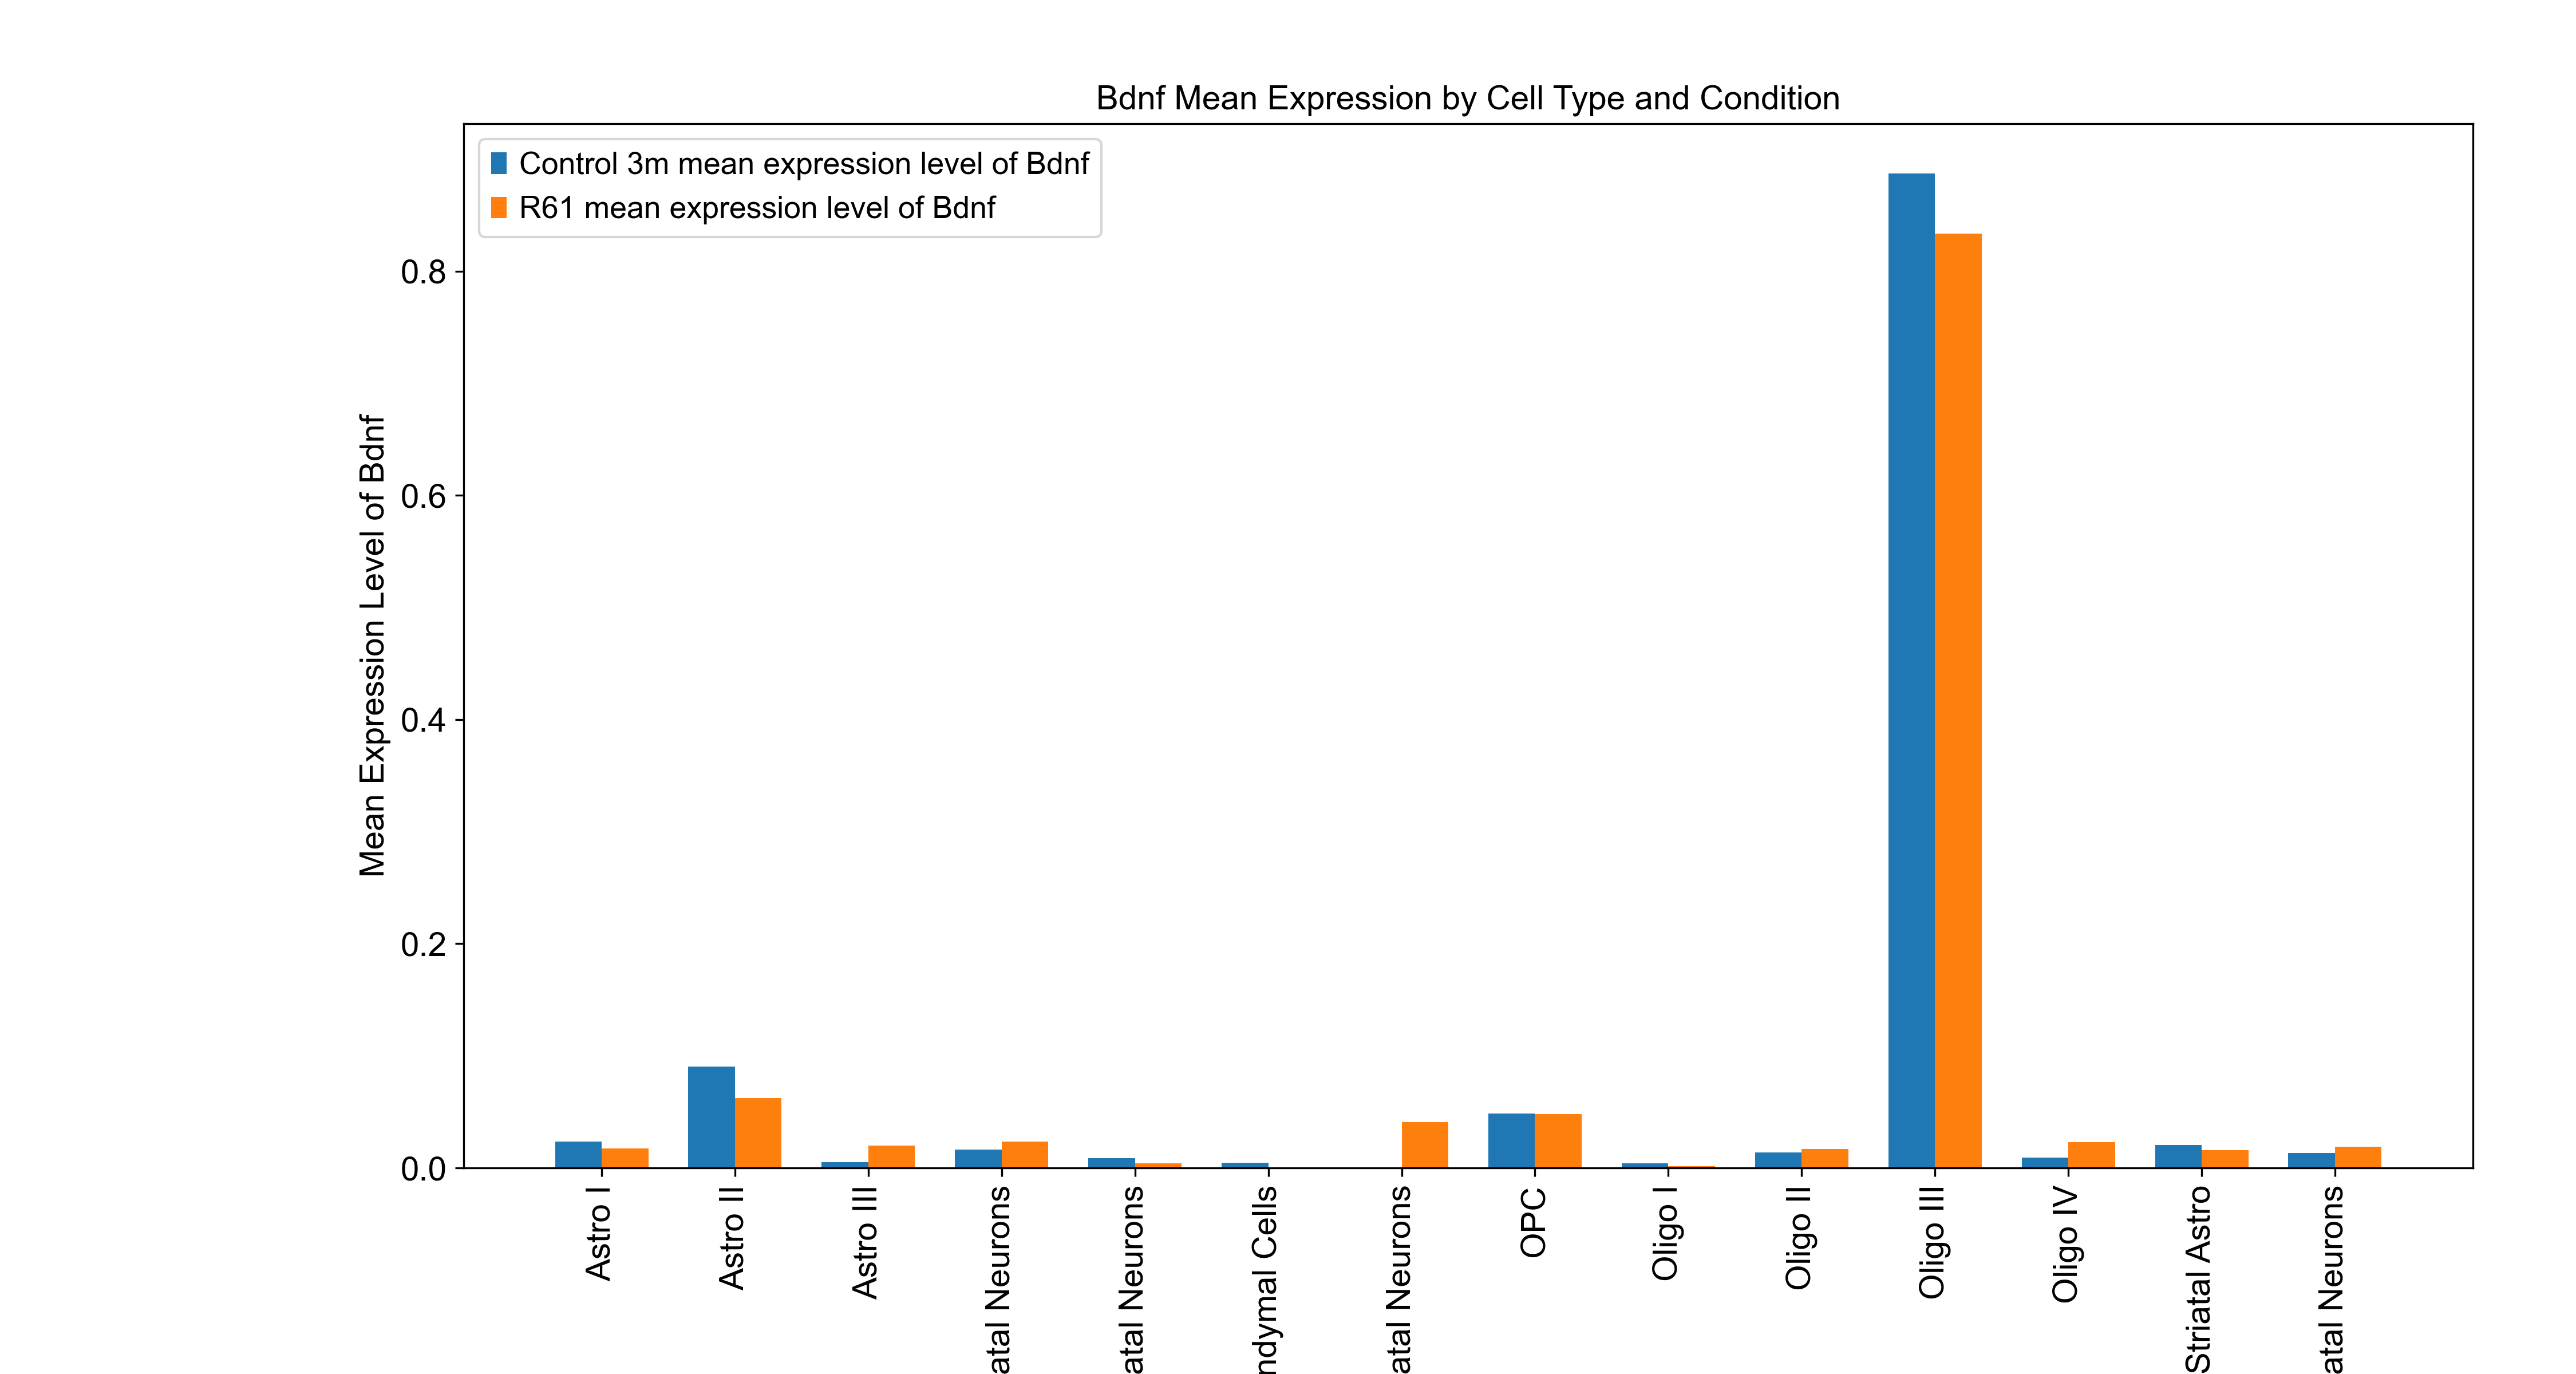 Bdnf Mean Expression by Cell Type and Condition
Control 3m mean expression level of Bdnf
R61 mean expression level of Bdnf
Mean Expression Level of Bdnf
0.8
0.6
0.4
0.2
0.0
Astro I
Astro II
Astro III
atal Neurons
atal Neurons
ndymal Cells
atal Neurons
OPC
Oligo I
Oligo II
Oligo III
Oligo IV
Striatal Astro
atal Neurons